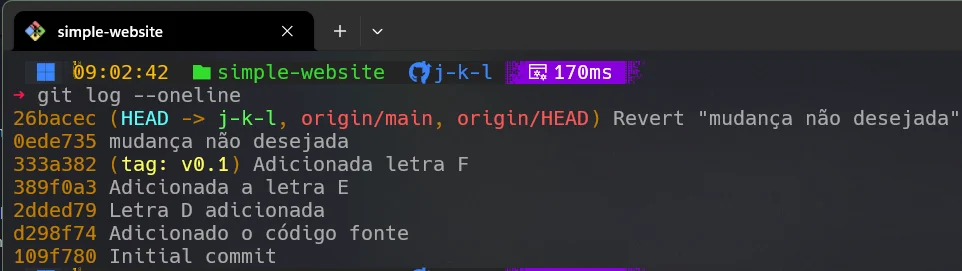 simple-website
09:02:42 simple-website j-k-l 170ms
→ git log --oneline
26bacec (HEAD -> j-k-l, origin/main, origin/HEAD) Revert "mudança não desejada"
0ede735 mudança não desejada
333a382 (tag: v0.1) Adicionada letra F
389f0a3 Adicionada a letra E
2dded79 Letra D adicionada
d298f74 Adicionado o código fonte
109f780 Initial commit